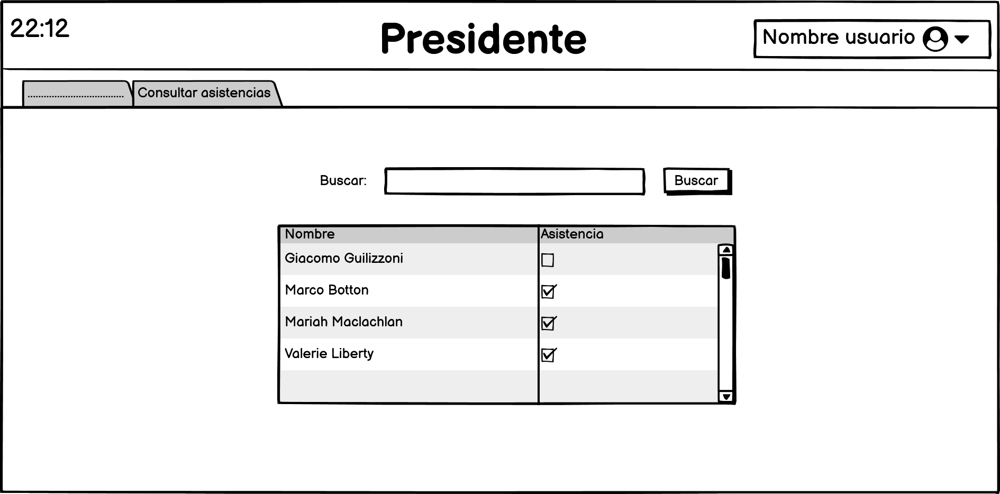 22:12
Presidente
Nombre usuario
.....................................
Consultar asistencias
Buscar:
Buscar
Nombre
Asistencia
Giacomo Guilizzoni
Marco Botton
Mariah Maclachlan
Valerie Liberty